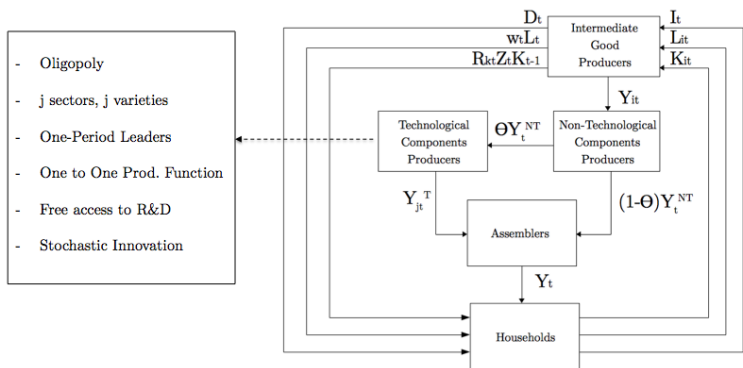 - Oligopoly
- j sectors, j varieties
- One-Period Leaders
- One to One Prod. Function
- Free access to R&D
- Stochastic Innovation
Dt
wtLt
RktZtKt-1
Intermediate
Good
Producers
It
Lit
Kit
Yit
Technological
Components
Producers
ΘYtNT
Non-Technological
Components
Producers
YjtT
(1-Θ)YtNT
Assemblers
Yt
Households